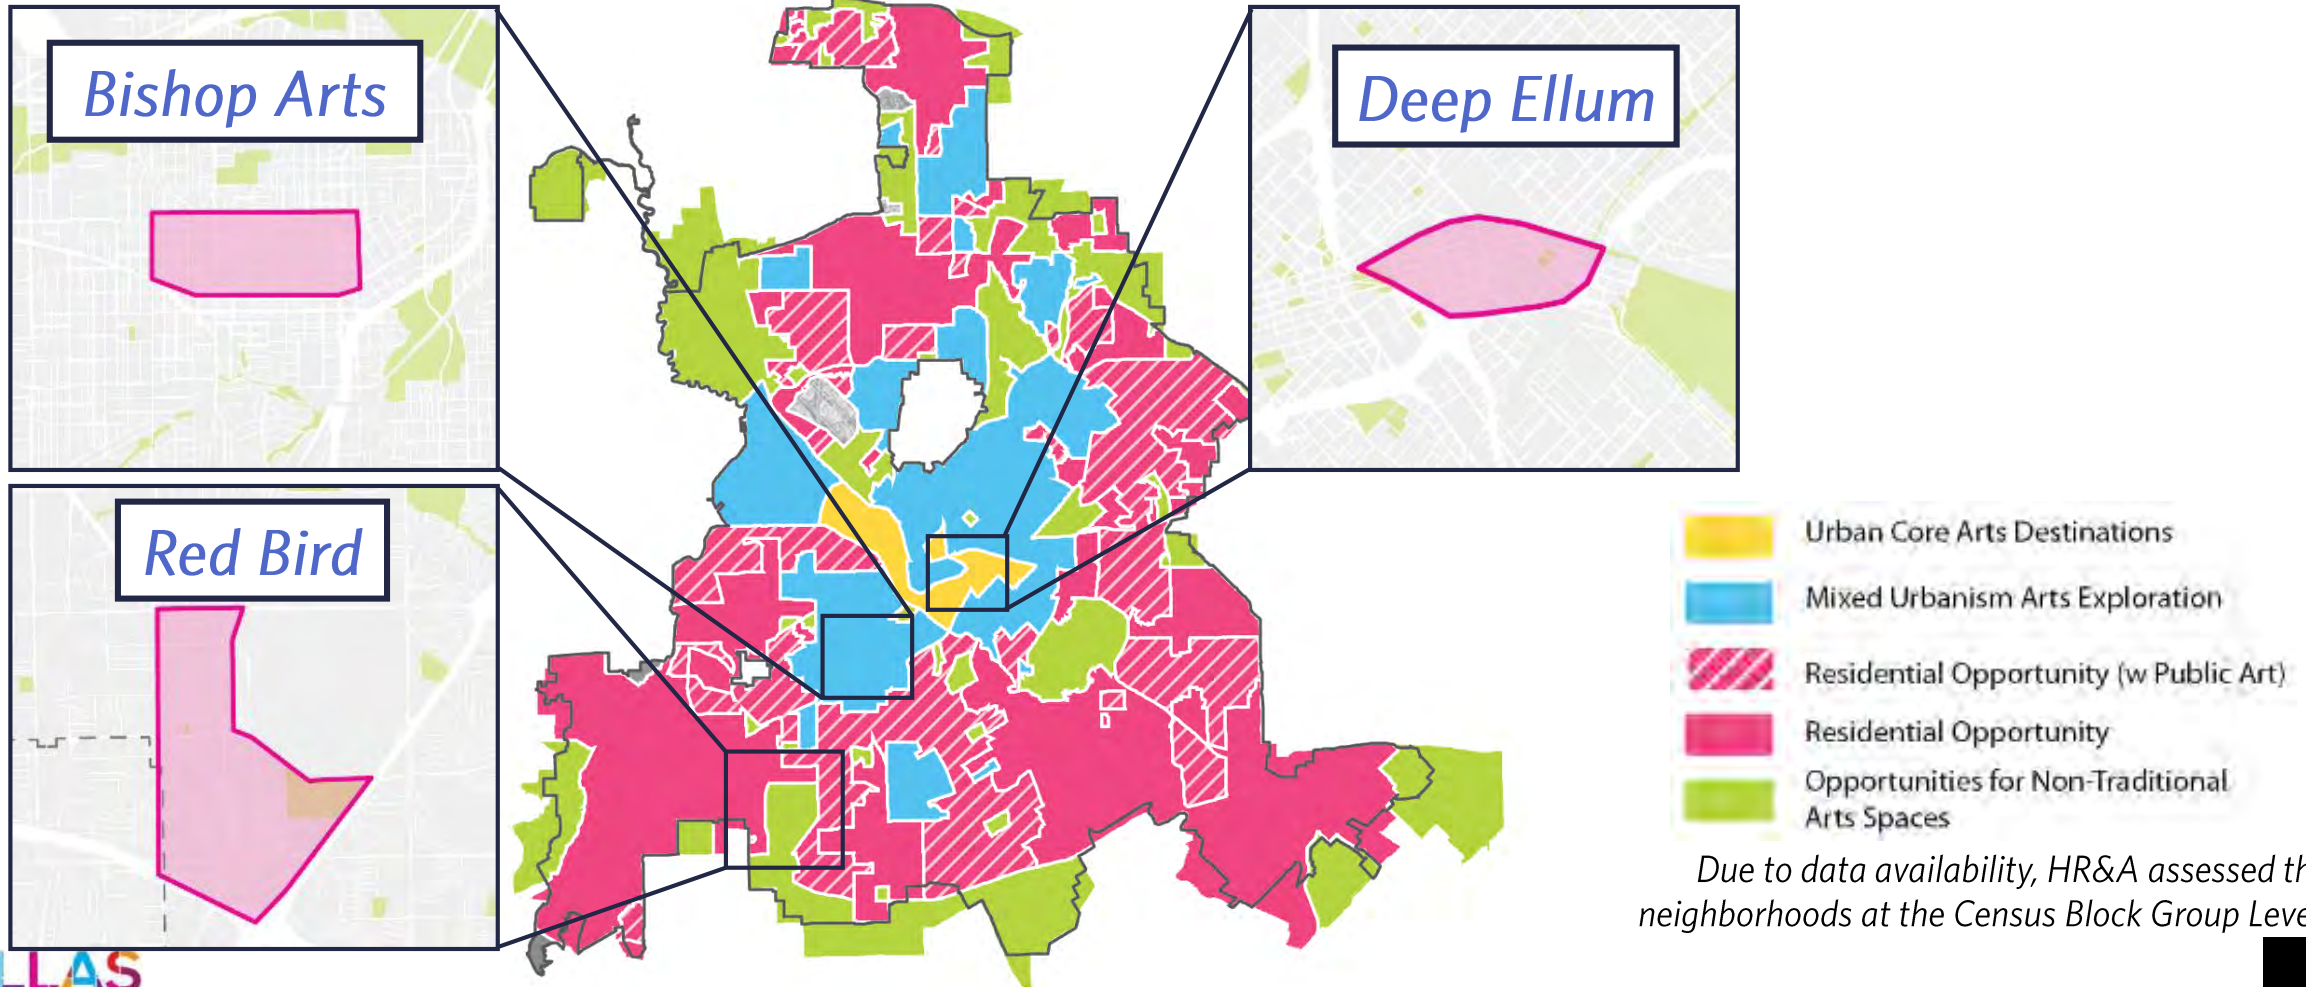 Bishop Arts
Deep Ellum
Red Bird
Urban Core Arts Destinations
Mixed Urbanism Arts Exploration
Residential Opportunity (w Public Art)
Residential Opportunity
Opportunities for Non-Traditional
Arts Spaces
Due to data availability, HR&A assessed th
neighborhoods at the Census Block Group Leve
LLAS